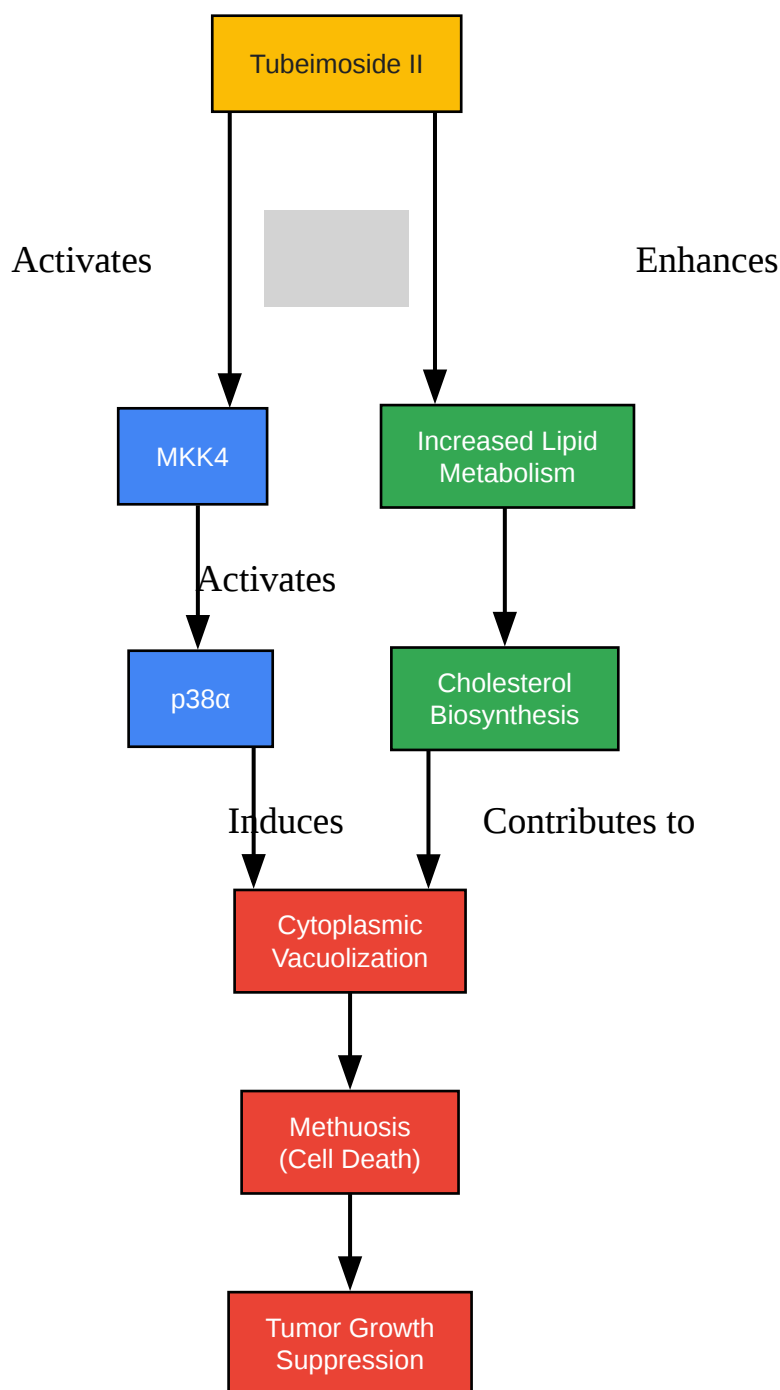 Tubeimoside II
Activates
Enhances
MKK4
Increased Lipid
Metabolism
Activates
p38α
Cholesterol
Biosynthesis
Induces
Contributes to
Cytoplasmic
Vacuolization
Methuosis
(Cell Death)
Tumor Growth
Suppression